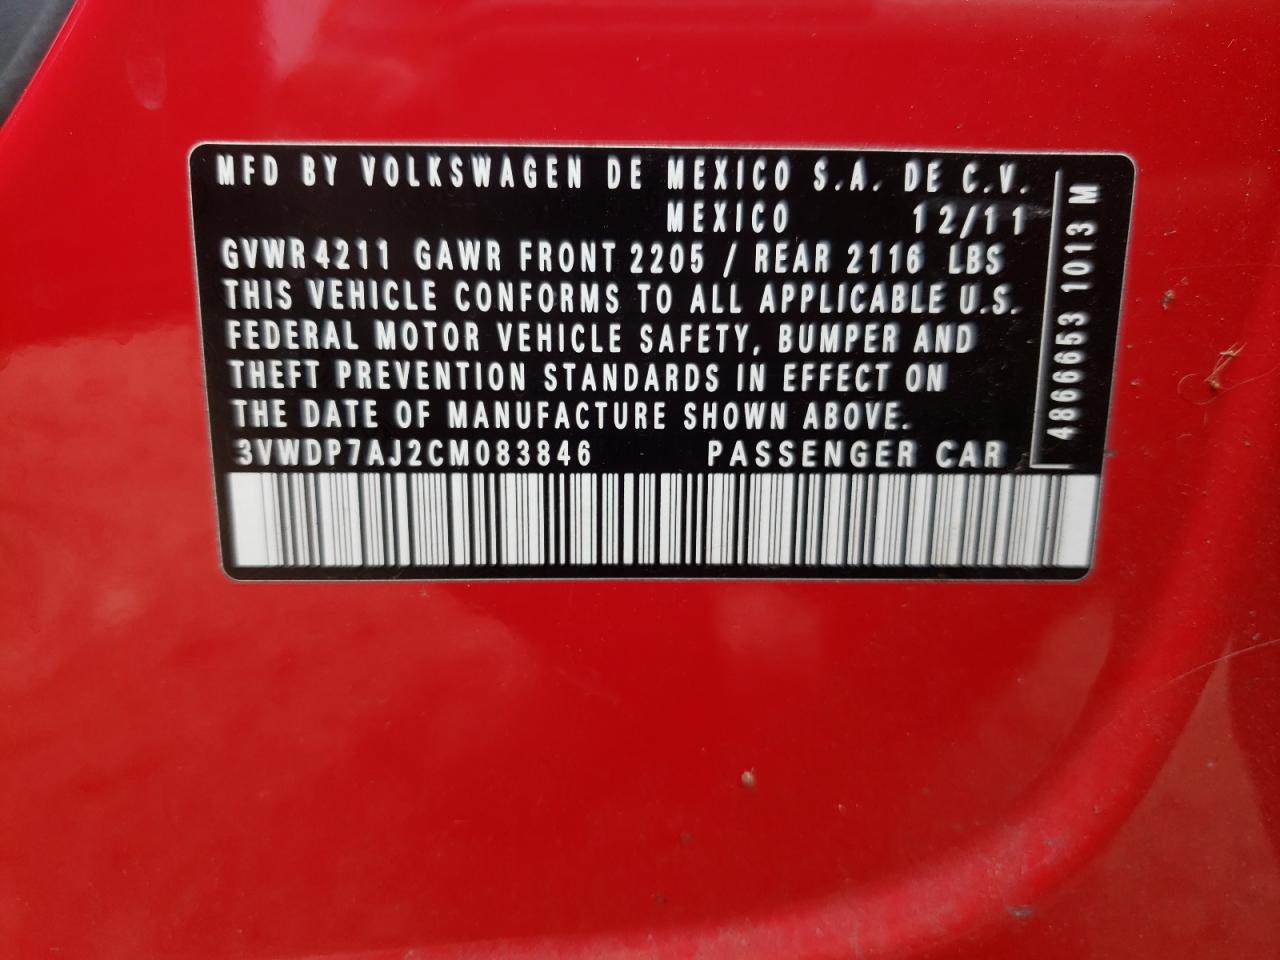 MFD BY VOLKSWAGEN DE MEXICO S.A. DE C.V.
MEXICO 12/11
GVWR 4211 GAWR FRONT 2205 / REAR 2116 LBS
THIS VEHICLE CONFORMS TO ALL APPLICABLE U.S.
FEDERAL MOTOR VEHICLE SAFETY, BUMPER AND
THEFT PREVENTION STANDARDS IN EFFECT ON
THE DATE OF MANUFACTURE SHOWN ABOVE.
3VWDP7AJ2CM083846 PASSENGER CAR
4866653 1013 M